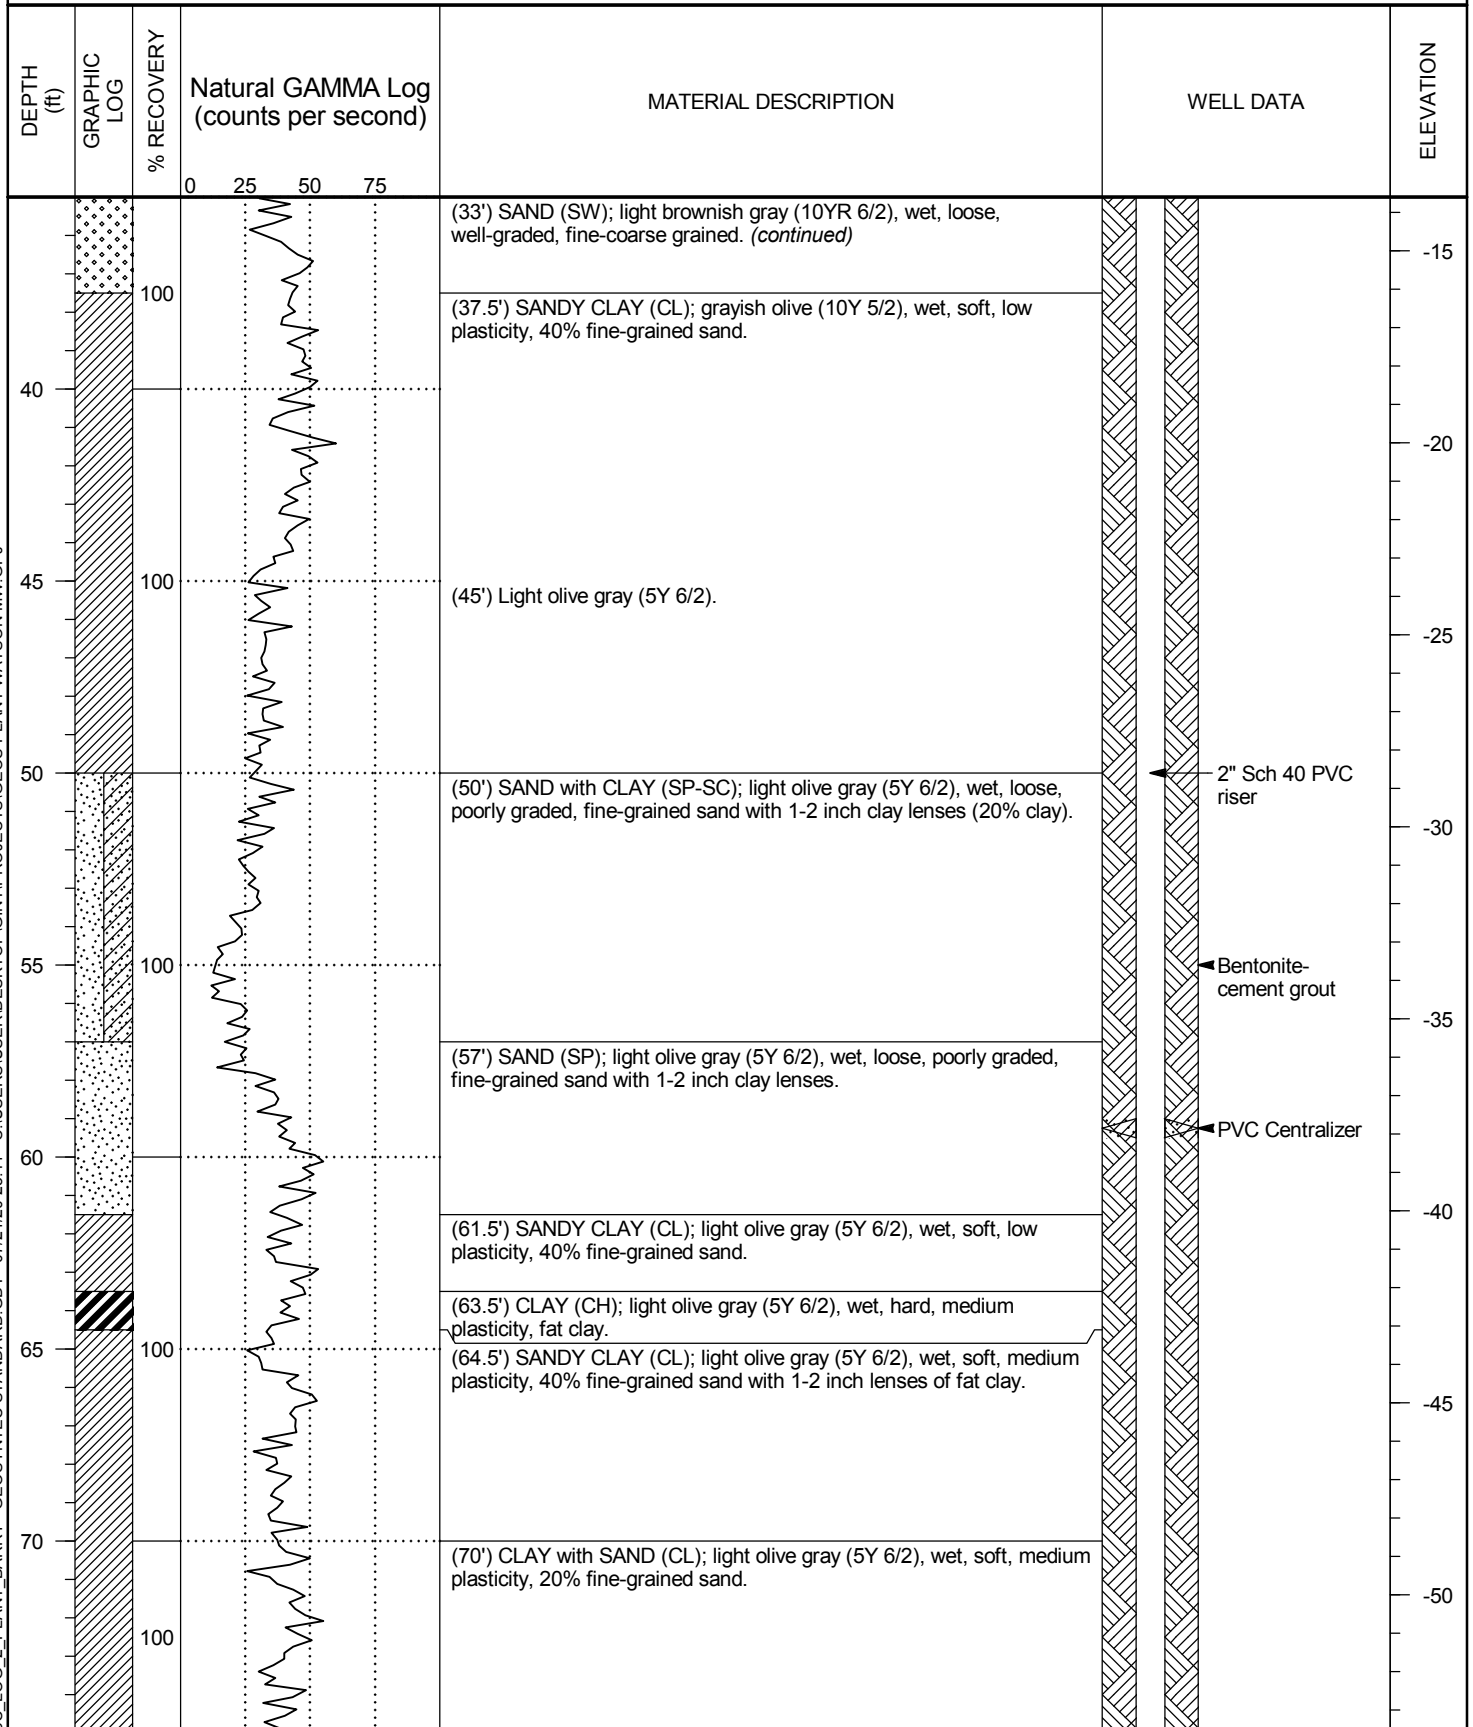 DEPTH
(ft)
GRAPHIC
LOG
% RECOVERY
Natural GAMMA Log
(counts per second)
0 25 50 75
MATERIAL DESCRIPTION
WELL DATA
ELEVATION
(33') SAND (SW); light brownish gray (10YR 6/2), wet, loose,
well-graded, fine-coarse grained. (continued)
-15
100
(37.5') SANDY CLAY (CL); grayish olive (10Y 5/2), wet, soft, low
plasticity, 40% fine-grained sand.
40
-20
45
100
(45') Light olive gray (5Y 6/2).
-25
50
(50') SAND with CLAY (SP-SC); light olive gray (5Y 6/2), wet, loose,
poorly graded, fine-grained sand with 1-2 inch clay lenses (20% clay).
2" Sch 40 PVC
riser
-30
55
100
Bentonite-
cement grout
-35
(57') SAND (SP); light olive gray (5Y 6/2), wet, loose, poorly graded,
fine-grained sand with 1-2 inch clay lenses.
PVC Centralizer
60
-40
(61.5') SANDY CLAY (CL); light olive gray (5Y 6/2), wet, soft, low
plasticity, 40% fine-grained sand.
(63.5') CLAY (CH); light olive gray (5Y 6/2), wet, hard, medium
plasticity, fat clay.
65
100
(64.5') SANDY CLAY (CL); light olive gray (5Y 6/2), wet, soft, medium
plasticity, 40% fine-grained sand with 1-2 inch lenses of fat clay.
-45
70
(70') CLAY with SAND (CL); light olive gray (5Y 6/2), wet, soft, medium
plasticity, 20% fine-grained sand.
-50
100